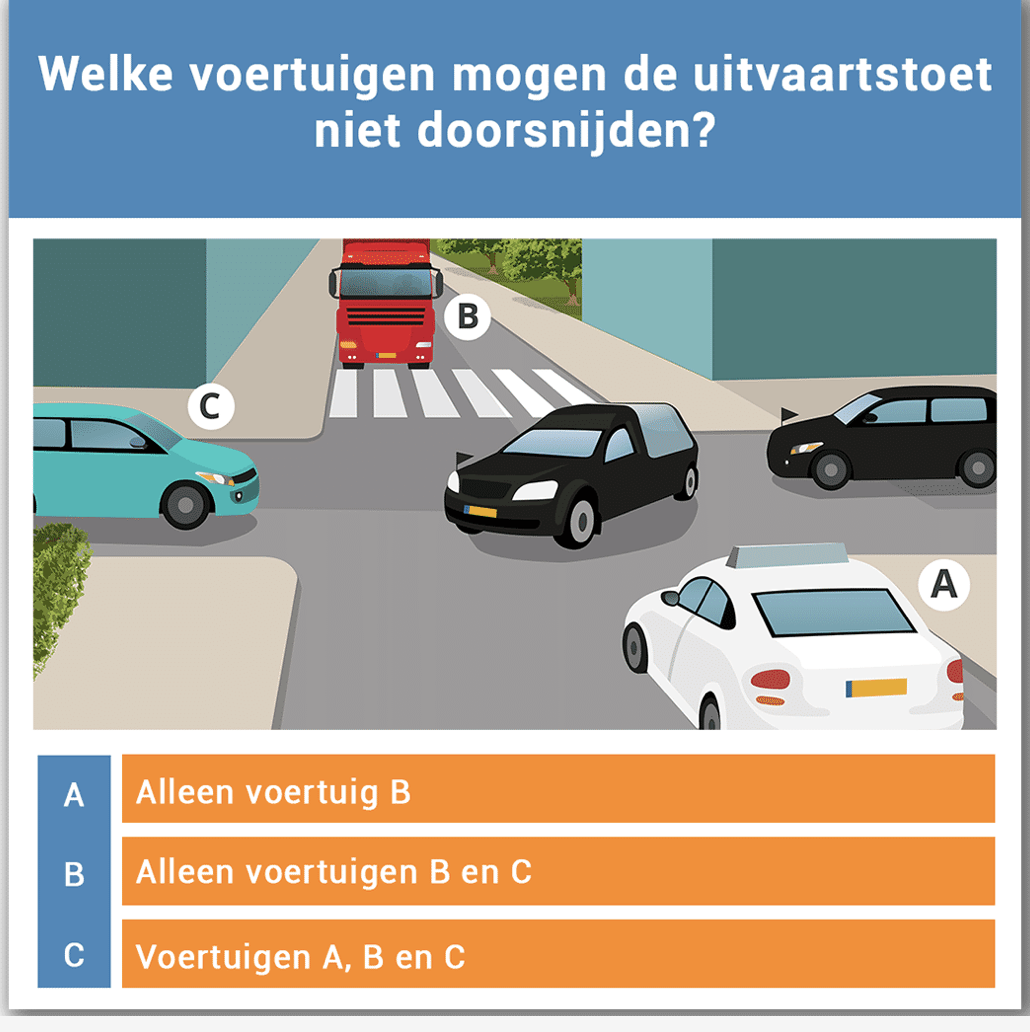 Welke voertuigen mogen de uitvaartstoet
niet doorsnijden?
B
C
A
A Alleen voertuig B
B Alleen voertuigen B en C
C Voertuigen A, B en C